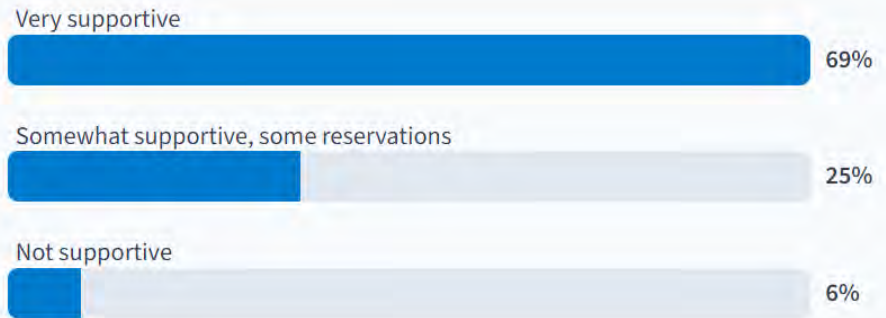 Very supportive
69%
Somewhat supportive, some reservations
25%
Not supportive
6%